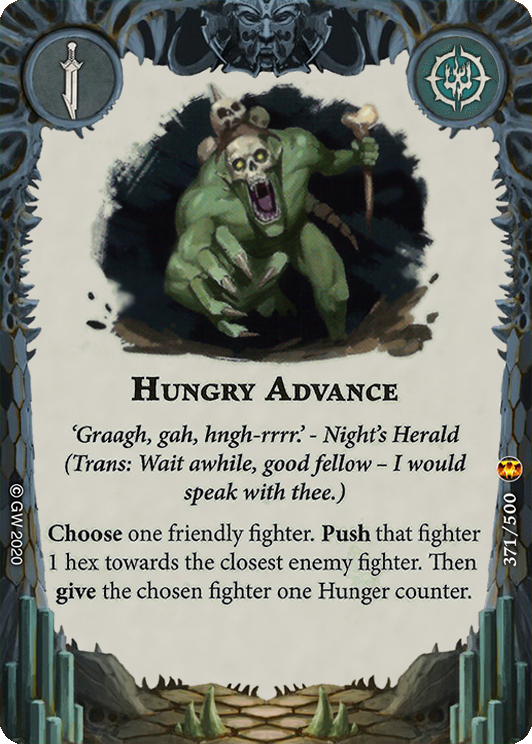 Hungry Advance
‘Graagh, gah, hngh-rrrr.’ - Night’s Herald
(Trans: Wait awhile, good fellow – I would
speak with thee.)
Choose one friendly fighter. Push that fighter
1 hex towards the closest enemy fighter. Then
give the chosen fighter one Hunger counter.
© GW 2020
371/500